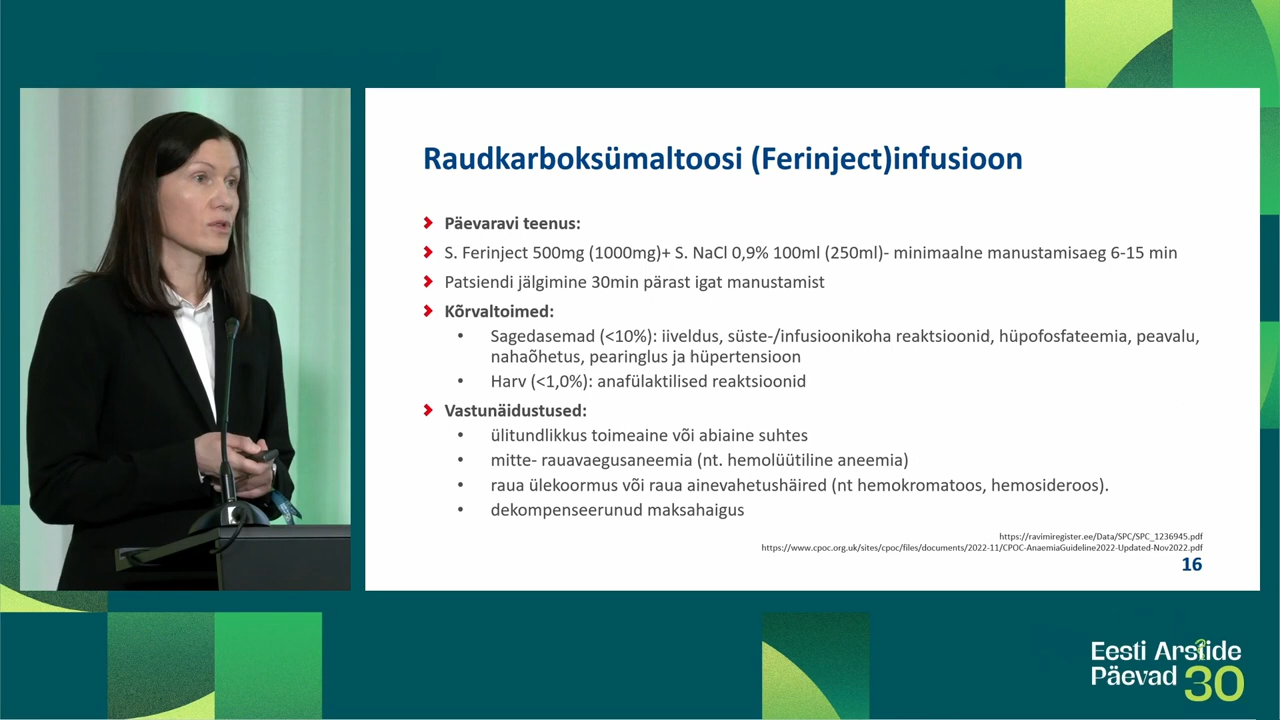 Raudkarboksümaltoosi (Ferinject)infusioon
Päevaravi teenus:
S. Ferinject 500mg (1000mg)+ S. NaCl 0,9% 100ml (250ml)- minimaalne manustamisaeg 6-15 min
Patsiendi jälgimine 30min pärast igat manustamist
Kõrvaltoimed:
Sagedasemad (<10%): iiveldus, süste-/infusioonikoha reaktsioonid, hüpofosfateemia, peavalu,
nahaõhetus, pearinglus ja hüpertensioon
Harv (<1,0%): anafülaktilised reaktsioonid
Vastunäidustused:
ülitundlikkus toimeaine või abiaine suhtes
mitte- rauavaegusaneemia (nt. hemolüütiline aneemia)
raua ülekoormus või raua ainevahetushäired (nt hemokromatoos, hemosideroos).
dekompenseerunud maksahaigus
https://ravimiregister.ee/Data/SPC/SPC_1236945.pdf
https://www.cpoc.org.uk/sites/cpoc/files/documents/2022-11/CPOC-AnaemiaGuideline2022-Updated-Nov2022.pdf
16
Eesti Arstide
Päevad 30